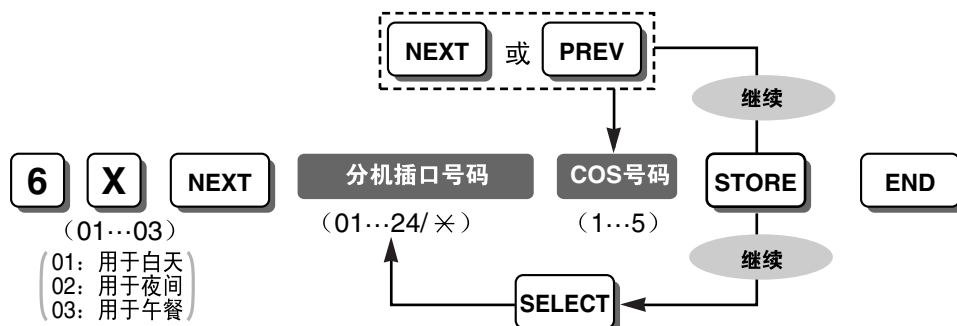 NEXT 或 PREV
继续
6 X NEXT 分机插口号码 COS号码 STORE END
（01…03） （01…24/＊） （1…5）
01：用于白天
02：用于夜间
03：用于午餐
继续
SELECT